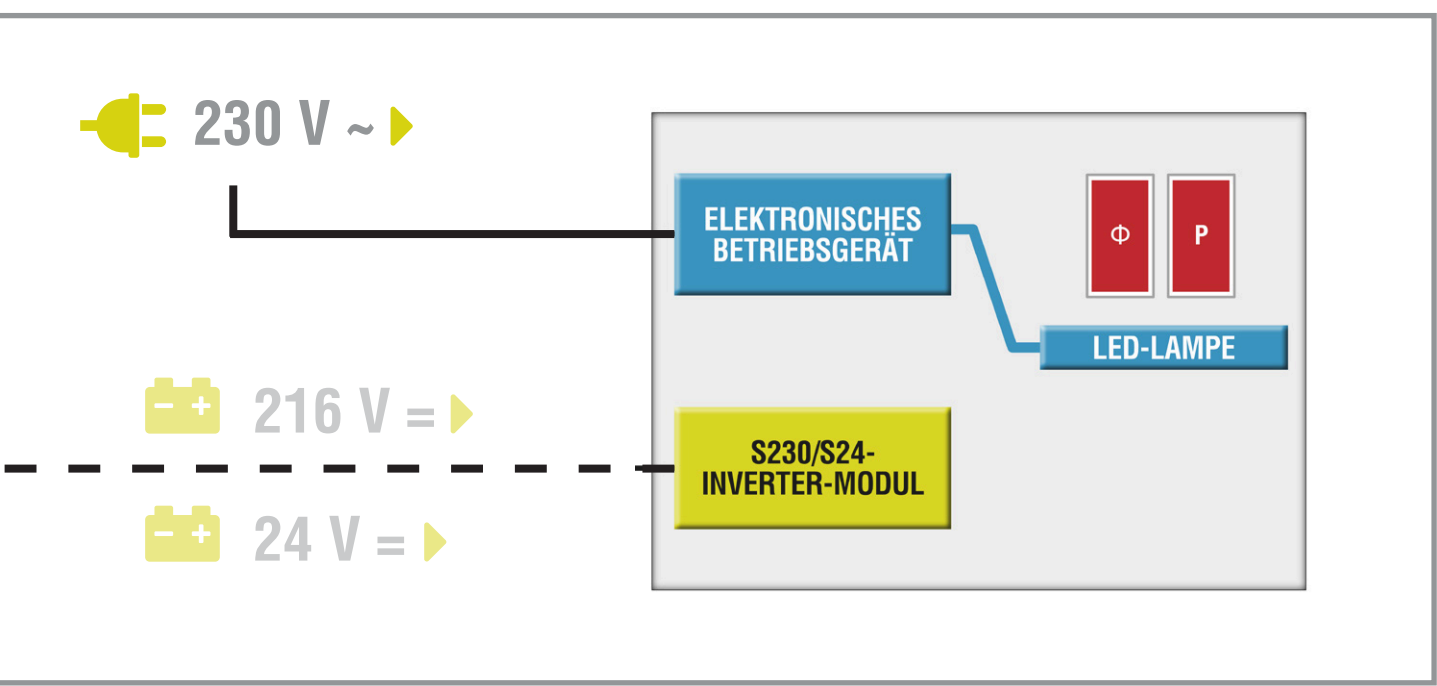 230 V ~
ELEKTRONISCHES
BETRIEBSGERÄT
Φ
P
LED-LAMPE
216 V =
S230/S24-
INVERTER-MODUL
24 V =